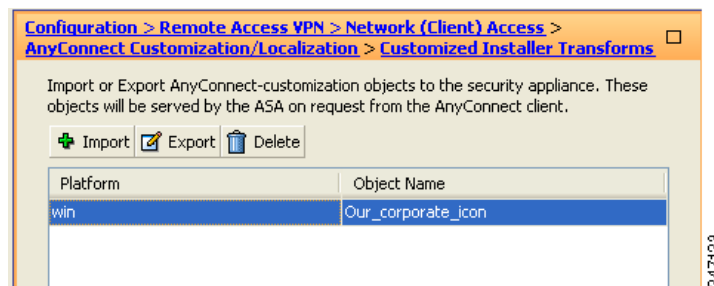 Configuration > Remote Access VPN > Network (Client) Access >
AnyConnect Customization/Localization > Customized Installer Transforms
Import or Export AnyConnect-customization objects to the security appliance. These
objects will be served by the ASA on request from the AnyConnect client.
Import Export Delete
Platform Object Name
win Our_corporate_icon